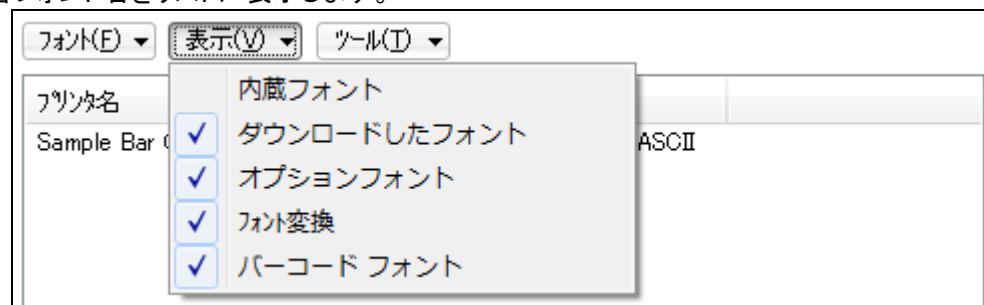 フォント(F) 表示(V) ツール(T)
プリンタ名
内蔵フォント
Sample Bar
ダウンロードしたフォント
ASCII
オプションフォント
フォント変換
バーコード フォント